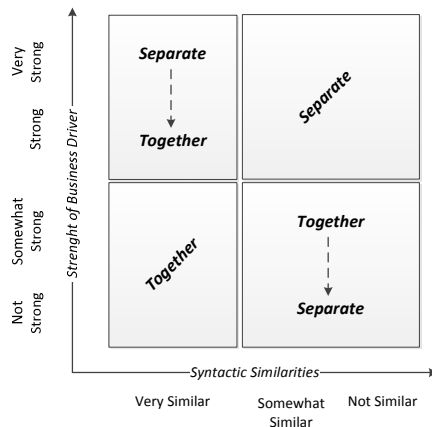 Very
Strong
Strong
Somewhat
Strong
Not
Strong
Strenght of Business Driver
Separate
Together
Separate
Together
Together
Separate
Syntactic Similarities
Very Similar
Somewhat
Similar
Not Similar